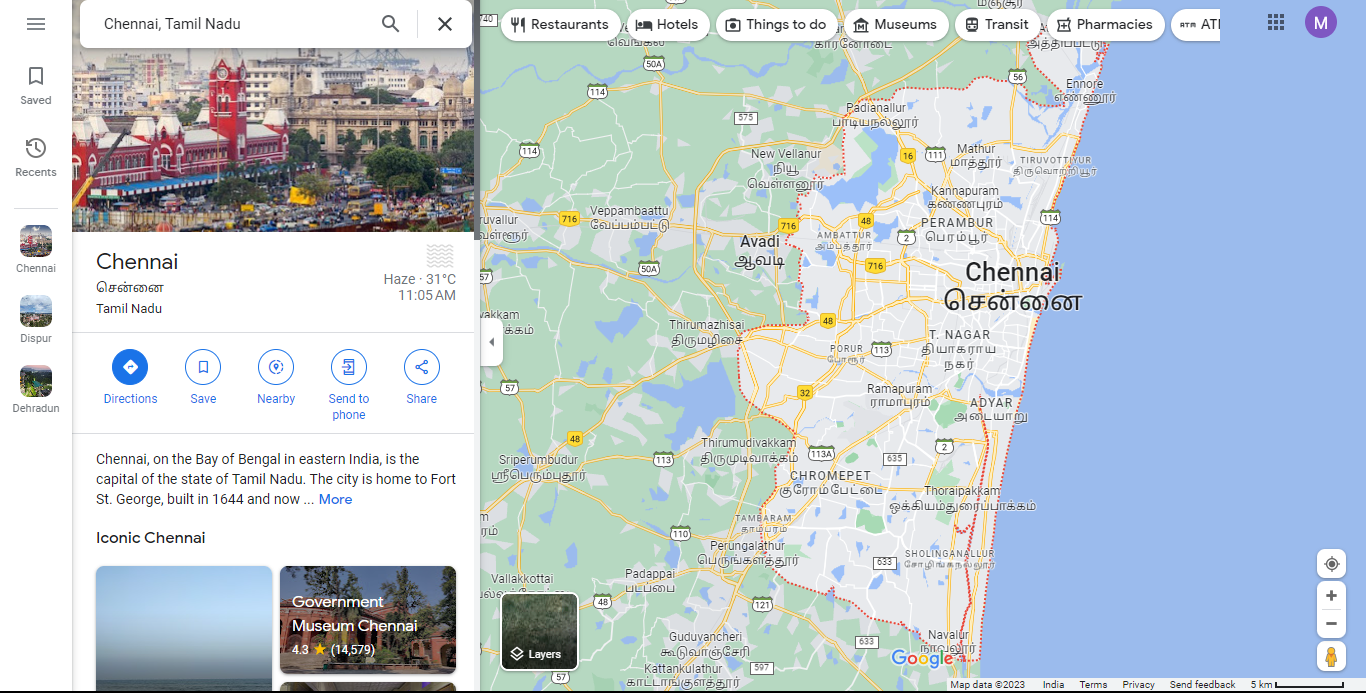 Chennai, Tamil Nadu
Saved
Recents
Chennai
Dispur
Dehradun
Chennai
சென்னை
Tamil Nadu
Haze · 31°C
11:05 AM
Directions
Save
Nearby
Send to
phone
Share
Chennai, on the Bay of Bengal in eastern India, is the
capital of the state of Tamil Nadu. The city is home to Fort
St. George, built in 1644 and now ... More
Iconic Chennai
Government
Museum Chennai
4.3 ★ (14,579)
Restaurants
Hotels
Things to do
Museums
Transit
Pharmacies
ATM
M
50A
56
Ennore
எண்ணூர்
114
575
Padianallur
பாடியநல்லூர்
114
New Vellanur
நியூ
வெள்ளனூர்
16
111
Mathur
மாத்தூர்
TIRUVOTTIYUR
திருவொற்றியூர்
Kannapuram
கண்ணபுரம்
Veppambaattu
வேப்பம்பட்டு
716
716
48
PERAMBUR
பெரம்பூர்
114
AMBATTUR
அம்பத்தூர்
2
Avadi
ஆவடி
50A
716
Chennai
சென்னை
57
Thirumazhisai
திருமழிசை
48
T. NAGAR
தியாகராய
நகர்
PORUR
போரூர்
113
57
32
Ramapuram
ராமாபுரம்
ADYAR
அடையாறு
48
Thirumudivakkam
திருமுடிவாக்கம்
113A
2
Sriperumbudur
ஸ்ரீபெரும்புதூர்
113
635
CHROMEPET
குரோம்பேட்டை
Thoraipakkam
ஒக்கியம்துரைப்பாக்கம்
TAMBARAM
தாம்பரம்
110
Perungalathur
பெருங்களத்தூர்
SHOLINGANALLUR
சோழிங்கநல்லூர்
633
Vallakkottai
Padappai
படப்பை
48
121
Guduvancheri
கூடுவாஞ்சேரி
633
Navalur
நாவலூர்
Kattankulathur
காட்டாங்குளத்தூர்
597
57
Layers
Google
Map data ©2023 India Terms Privacy Send feedback 5 km